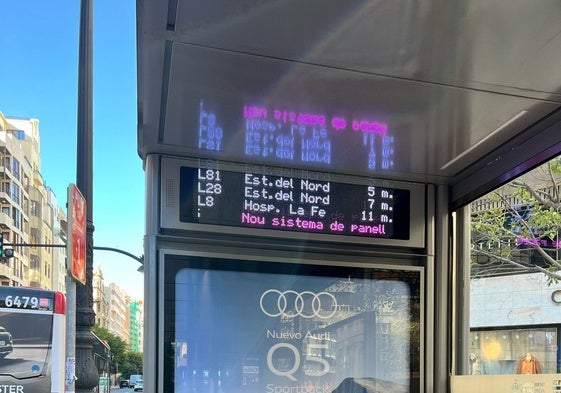 L81 Est.del Nord 5 m.
L28 Est.del Nord 7 m.
L8 Hosp. La Fe 11 m.
Nou sistema de panell
Nuevo Audi
Q5
Sportback
6479
STER